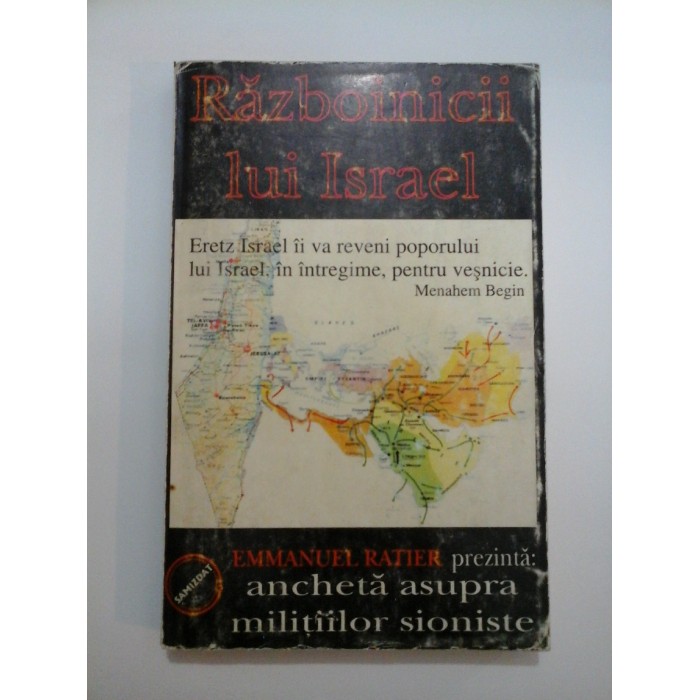 Războinicii
lui Israel
Eretz Israel îi va reveni poporului
lui Israel, în întregime, pentru veşnicie.
Menahem Begin
SAMIZDAT
EMMANUEL RATIER prezintă:
anchetă asupra
miliţîîlor sioniste